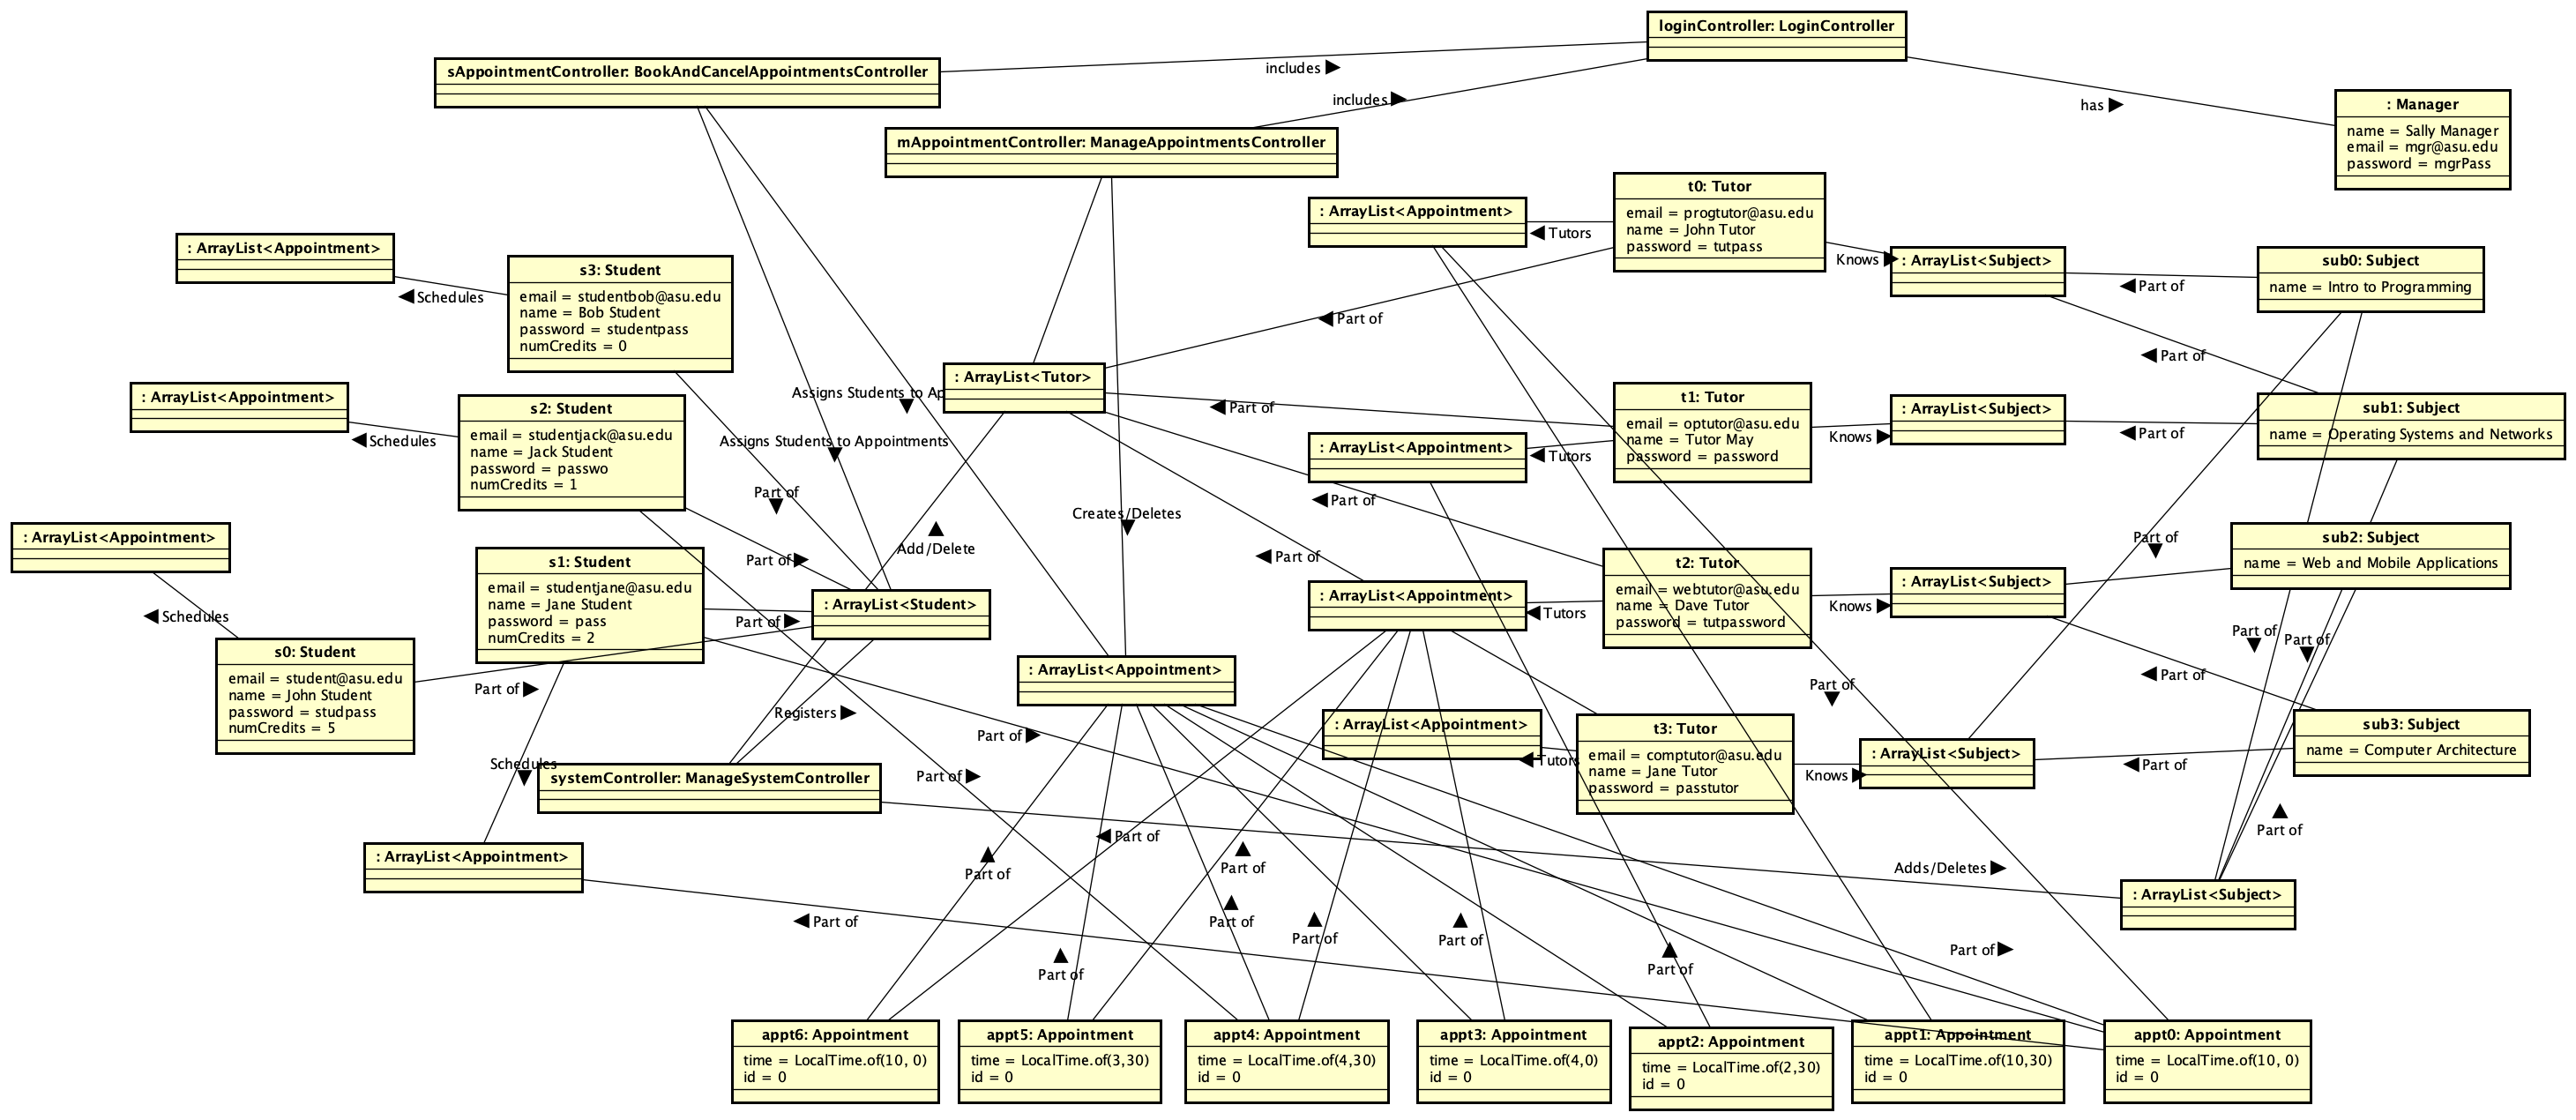 loginController: LoginController
sAppointmentController: BookAndCancelAppointmentsController
includes
includes
has
: Manager
name = Sally Manager
email = mgr@asu.edu
password = mgrPass
mAppointmentController: ManageAppointmentsController
t0: Tutor
email = progtutor@asu.edu
name = John Tutor
password = tutpass
: ArrayList<Appointment>
Tutors
Knows
: ArrayList<Subject>
sub0: Subject
name = Intro to Programming
Part of
: ArrayList<Appointment>
Schedules
s3: Student
email = studentbob@asu.edu
name = Bob Student
password = studentpass
numCredits = 0
Part of
Part of
: ArrayList<Tutor>
: ArrayList<Appointment>
Schedules
s2: Student
email = studentjack@asu.edu
name = Jack Student
password = passwo
numCredits = 1
Assigns Students to Ap
Assigns Students to Appointments
Part of
t1: Tutor
email = optutor@asu.edu
name = Tutor May
password = password
: ArrayList<Appointment>
Tutors
Knows
: ArrayList<Subject>
Part of
sub1: Subject
name = Operating Systems and Networks
Part of
Part of
Creates/Deletes
Add/Delete
Part of
Part of
Part of
: ArrayList<Appointment>
Schedules
s1: Student
email = studentjane@asu.edu
name = Jane Student
password = pass
numCredits = 2
Part of
: ArrayList<Student>
t2: Tutor
email = webtutor@asu.edu
name = Dave Tutor
password = tutpassword
: ArrayList<Appointment>
Tutors
Knows
: ArrayList<Subject>
sub2: Subject
name = Web and Mobile Applications
Part of
Part of
Part of
s0: Student
email = student@asu.edu
name = John Student
password = studpass
numCredits = 5
Part of
Registers
: ArrayList<Appointment>
Part of
Part of
: ArrayList<Appointment>
Tutors
t3: Tutor
email = comptutor@asu.edu
name = Jane Tutor
password = passtutor
Part of
Knows
: ArrayList<Subject>
Part of
sub3: Subject
name = Computer Architecture
Schedules
systemController: ManageSystemController
Part of
Part of
: ArrayList<Appointment>
Part of
Part of
Adds/Deletes
: ArrayList<Subject>
Part of
Part of
Part of
Part of
Part of
Part of
Part of
appt6: Appointment
time = LocalTime.of(10, 0)
id = 0
appt5: Appointment
time = LocalTime.of(3,30)
id = 0
appt4: Appointment
time = LocalTime.of(4,30)
id = 0
appt3: Appointment
time = LocalTime.of(4,0)
id = 0
appt2: Appointment
time = LocalTime.of(2,30)
id = 0
appt1: Appointment
time = LocalTime.of(10,30)
id = 0
appt0: Appointment
time = LocalTime.of(10, 0)
id = 0